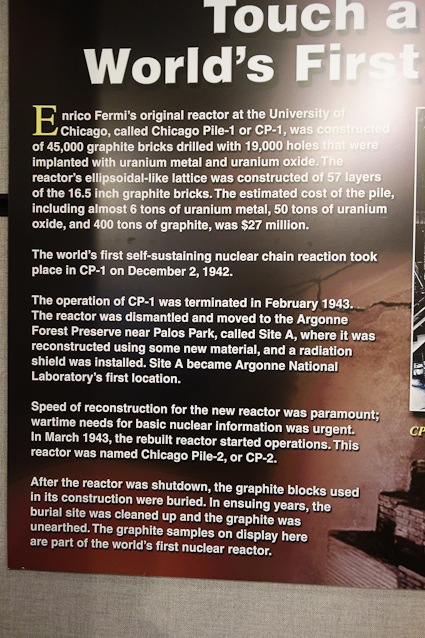 Touch a
World's First
Enrico Fermi's original reactor at the University of
Chicago, called Chicago Pile-1 or CP-1, was constructed
of 45,000 graphite bricks drilled with 19,000 holes that were
implanted with uranium metal and uranium oxide. The
reactor's ellipsoidal-like lattice was constructed of 57 layers
of the 16.5 inch graphite bricks. The estimated cost of the pile,
including almost 6 tons of uranium metal, 50 tons of uranium
oxide, and 400 tons of graphite, was $27 million.
The world's first self-sustaining nuclear chain reaction took
place in CP-1 on December 2, 1942.
The operation of CP-1 was terminated in February 1943.
The reactor was dismantled and moved to the Argonne
Forest Preserve near Palos Park, called Site A, where it was
reconstructed using some new material, and a radiation
shield was installed. Site A became Argonne National
Laboratory's first location.
Speed of reconstruction for the new reactor was paramount;
wartime needs for basic nuclear information was urgent.
In March 1943, the rebuilt reactor started operations. This
reactor was named Chicago Pile-2, or CP-2.
After the reactor was shutdown, the graphite blocks used
in its construction were buried. In ensuing years, the
burial site was cleaned up and the graphite was
unearthed. The graphite samples on display here
are part of the world's first nuclear reactor.
CP